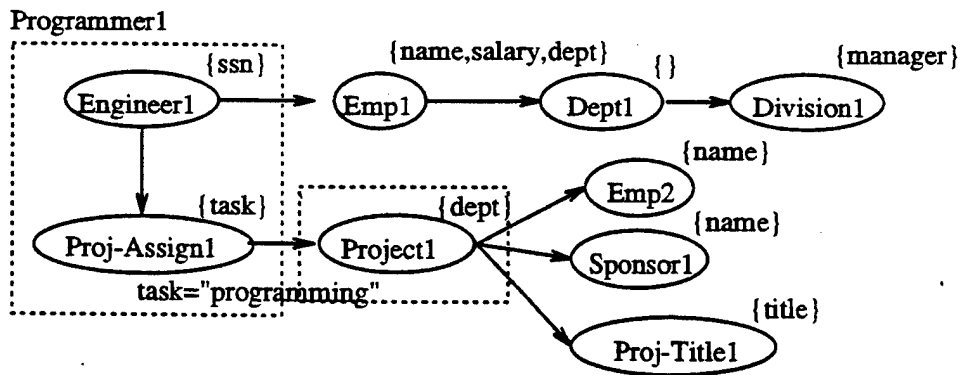 Programmer1
{name,salary,dept}
{ssn}
{}
{manager}
Engineer1
Emp1
Dept1
Division1
{name}
Emp2
{task}
{dept}
Proj-Assign1
Project1
{name}
Sponsor1
task="programming"
{title}
Proj-Title1